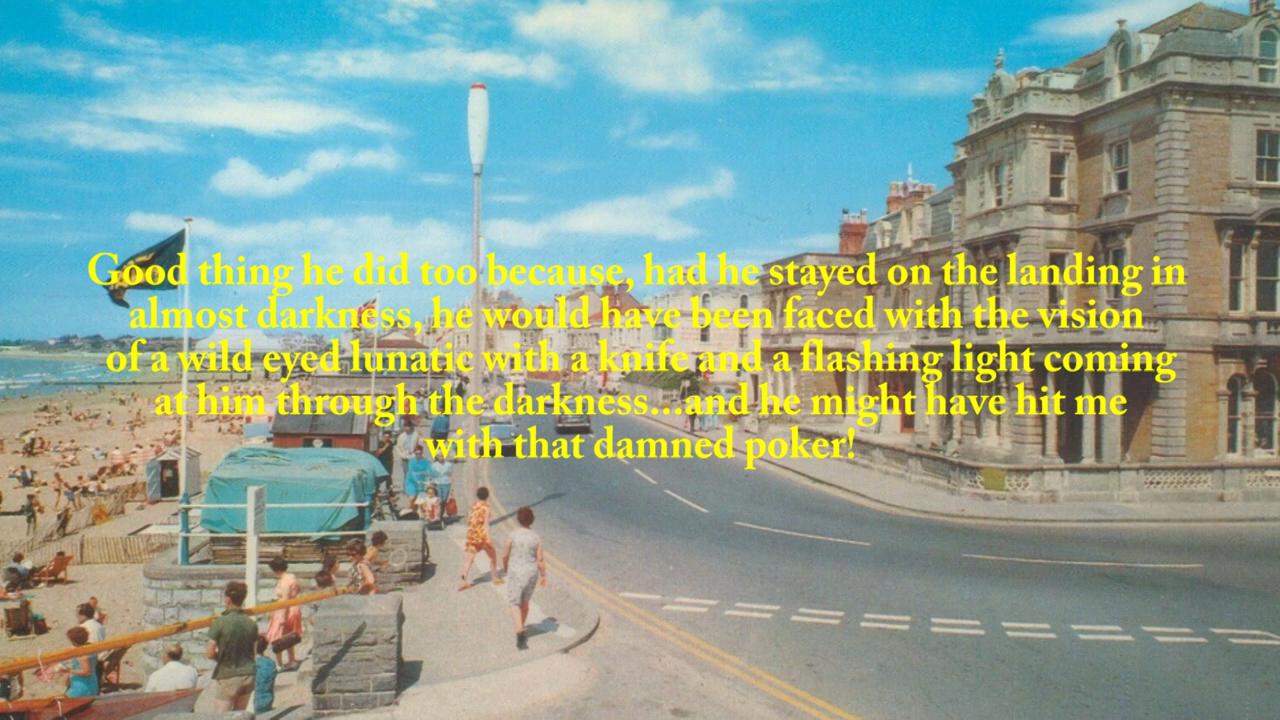 Good thing he did too because, had he stayed on the landing in
almost darkness, he would have been faced with the vision
of a wild eyed lunatic with a knife and a flashing light coming
at him through the darkness...and he might have hit me
with that damned poker!